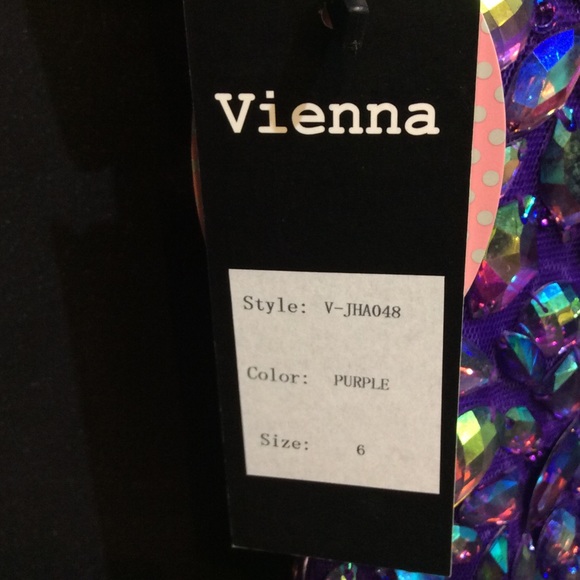 Vienna
Style: V-JHA048
Color: PURPLE
Size: 6